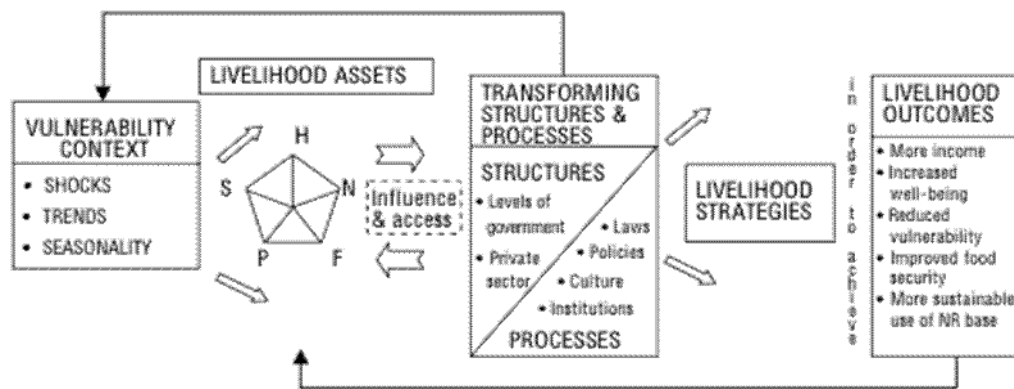 LIVELIHOOD ASSETS
VULNERABILITY
CONTEXT
• SHOCKS
• TRENDS
• SEASONALITY
H
S
N
P
F
Influence
& access
TRANSFORMING
STRUCTURES &
PROCESSES
STRUCTURES
• Levels of
government
• Private
sector
• Laws
• Policies
• Culture
• Institutions
PROCESSES
LIVELIHOOD
STRATEGIES
in order to achieve
LIVELIHOOD
OUTCOMES
• More income
• Increased
well-being
• Reduced
vulnerability
• Improved food
security
• More sustainable
use of NR base